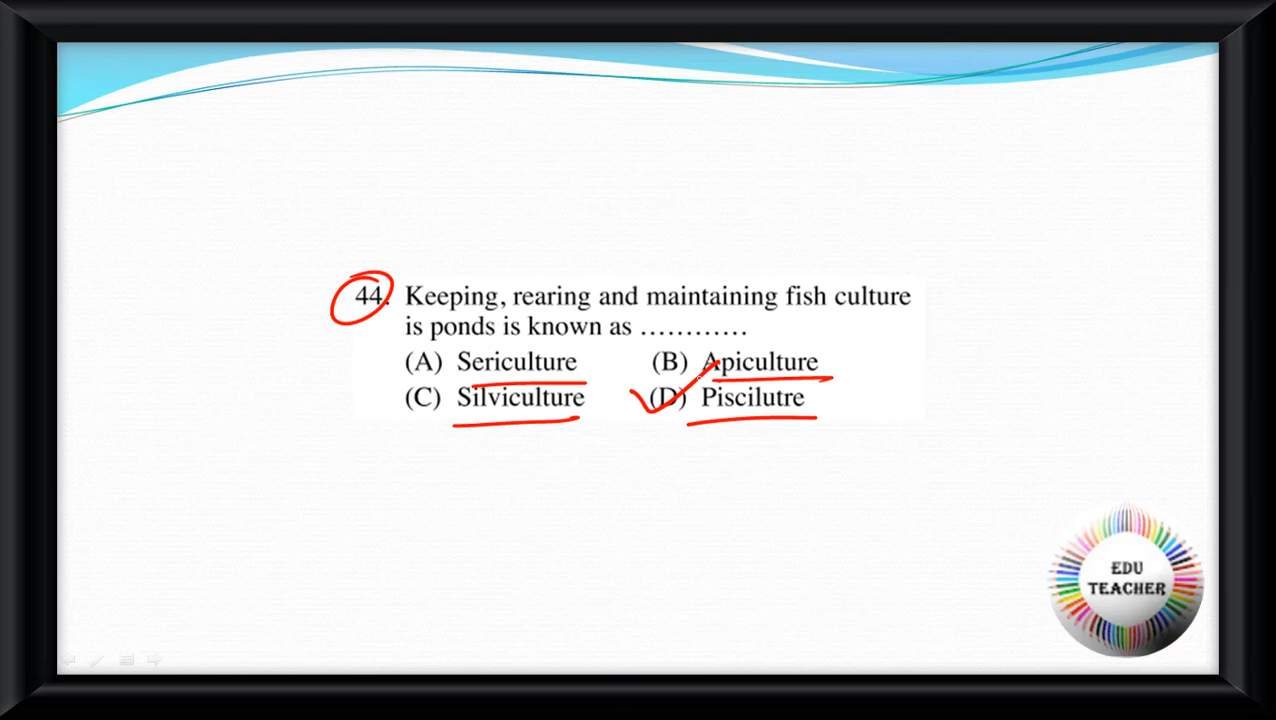 44. Keeping, rearing and maintaining fish culture
is ponds is known as …………
(A) Sericulture (B) Apiculture
(C) Silviculture (D) Piscilutre
EDU
TEACHER